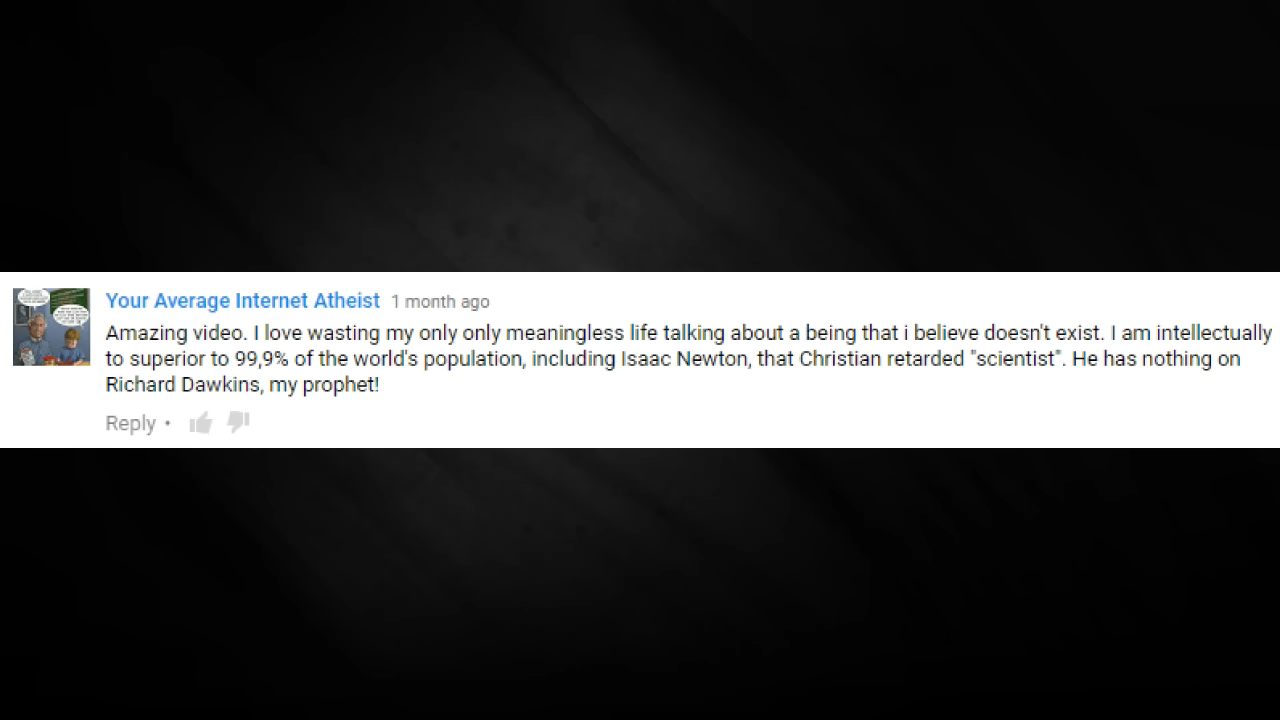 Your Average Internet Atheist 1 month ago
Amazing video. I love wasting my only only meaningless life talking about a being that i believe doesn't exist. I am intellectually
to superior to 99,9% of the world's population, including Isaac Newton, that Christian retarded "scientist". He has nothing on
Richard Dawkins, my prophet!
Reply •